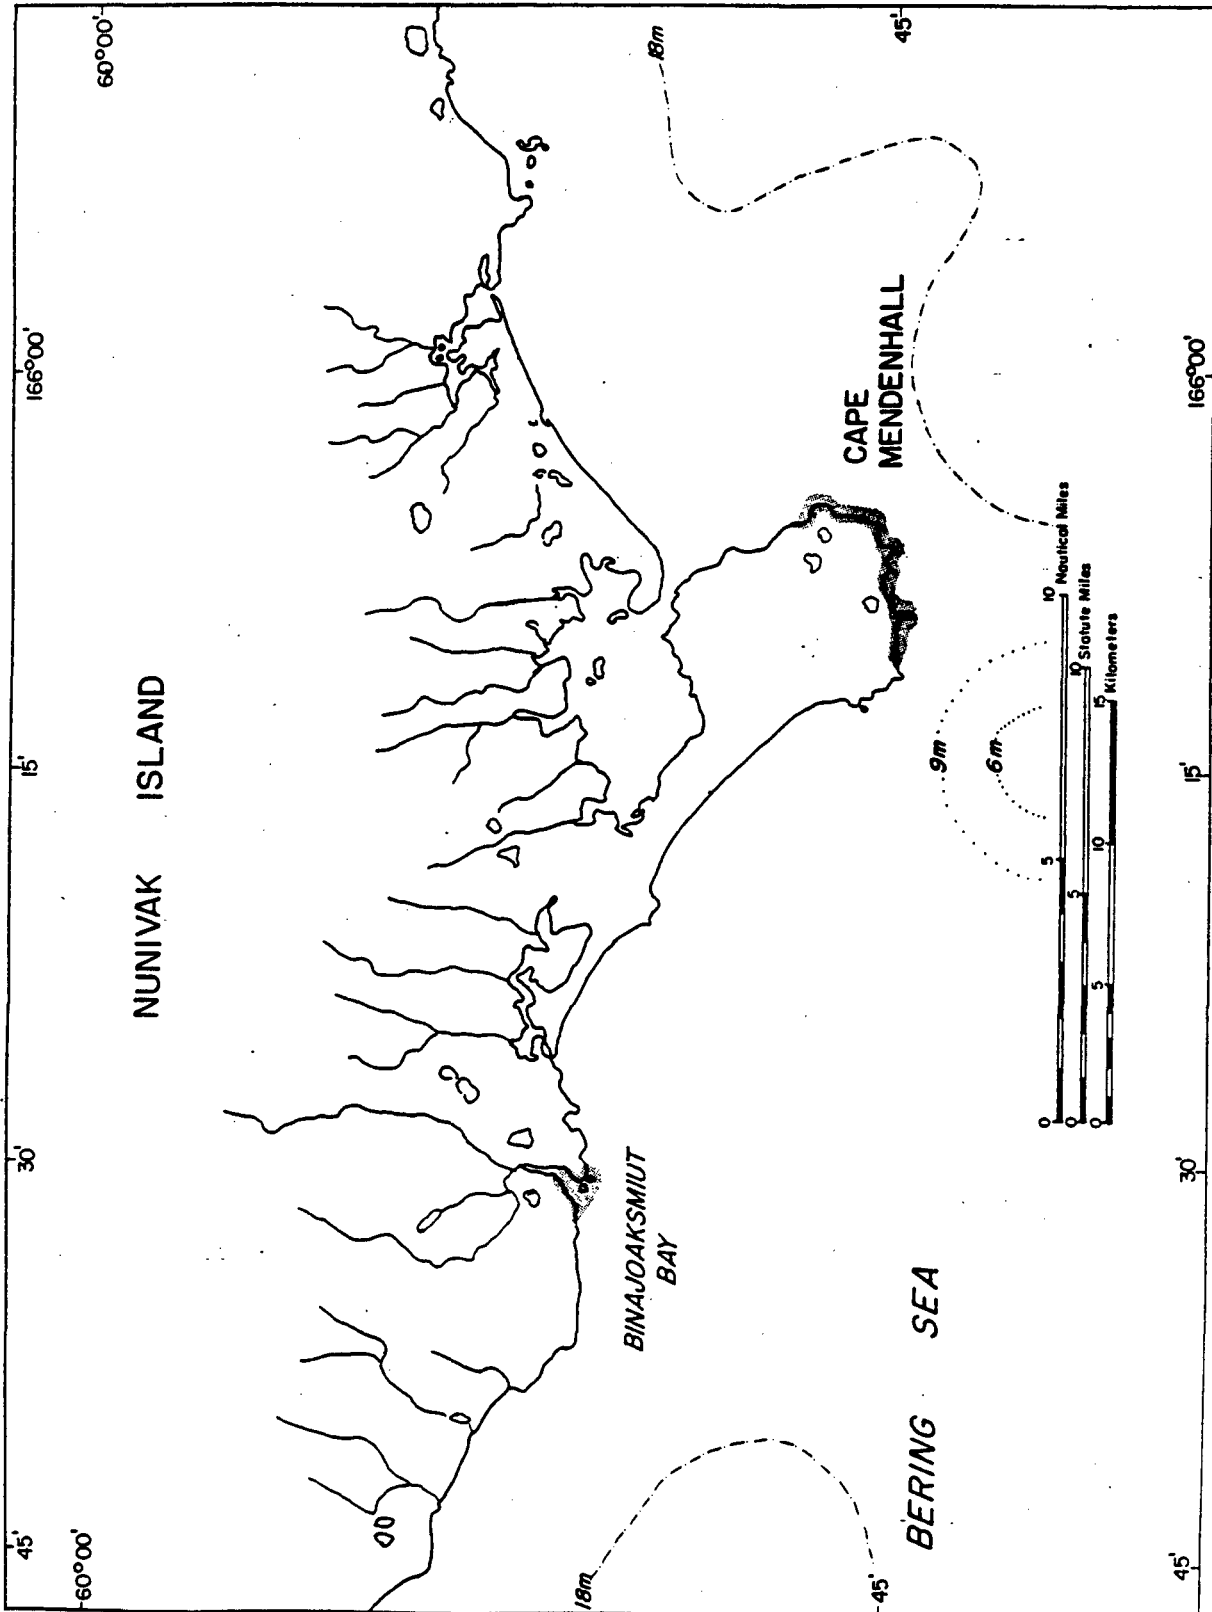 45'
30'
15'
166°00'
60°00'
60°00'
NUNIVAK ISLAND
BINAJOAKSMIUT
BAY
CAPE
MENDENHALL
18m
18m
9m
6m
45'
45'
BERING SEA
0 5 10 Nautical Miles
0 5 10 Statute Miles
0 5 10 15 Kilometers
45'
30'
15'
166°00'